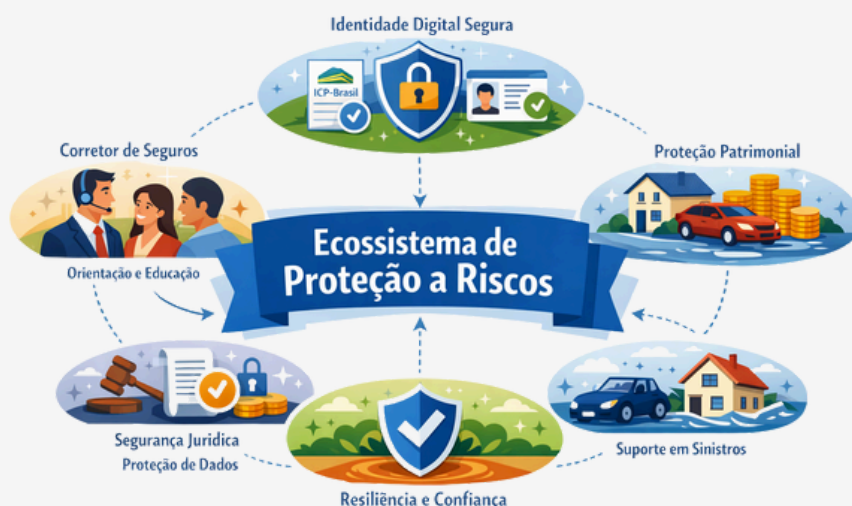 Identidade Digital Segura
ICP-Brasil
Corretor de Seguros
Proteção Patrimonial
Ecossistema de
Proteção a Riscos
Orientação e Educação
Segurança Juridica
Proteção de Dados
Suporte em Sinistros
Resiliência e Confiança